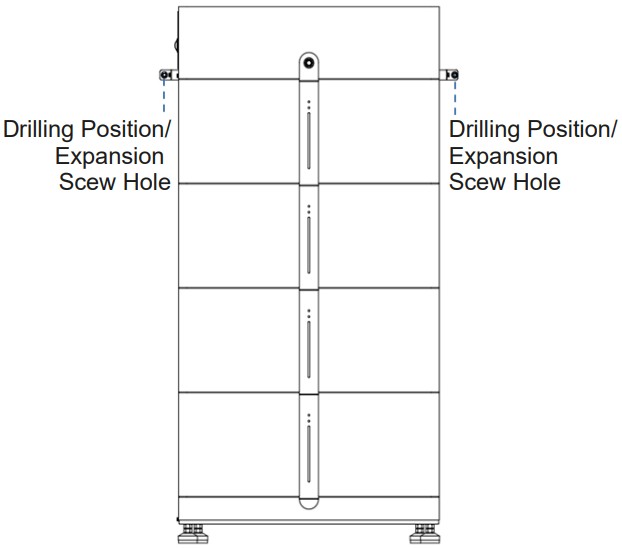 Drilling Position/
Expansion
Scew Hole
Drilling Position/
Expansion
Scew Hole